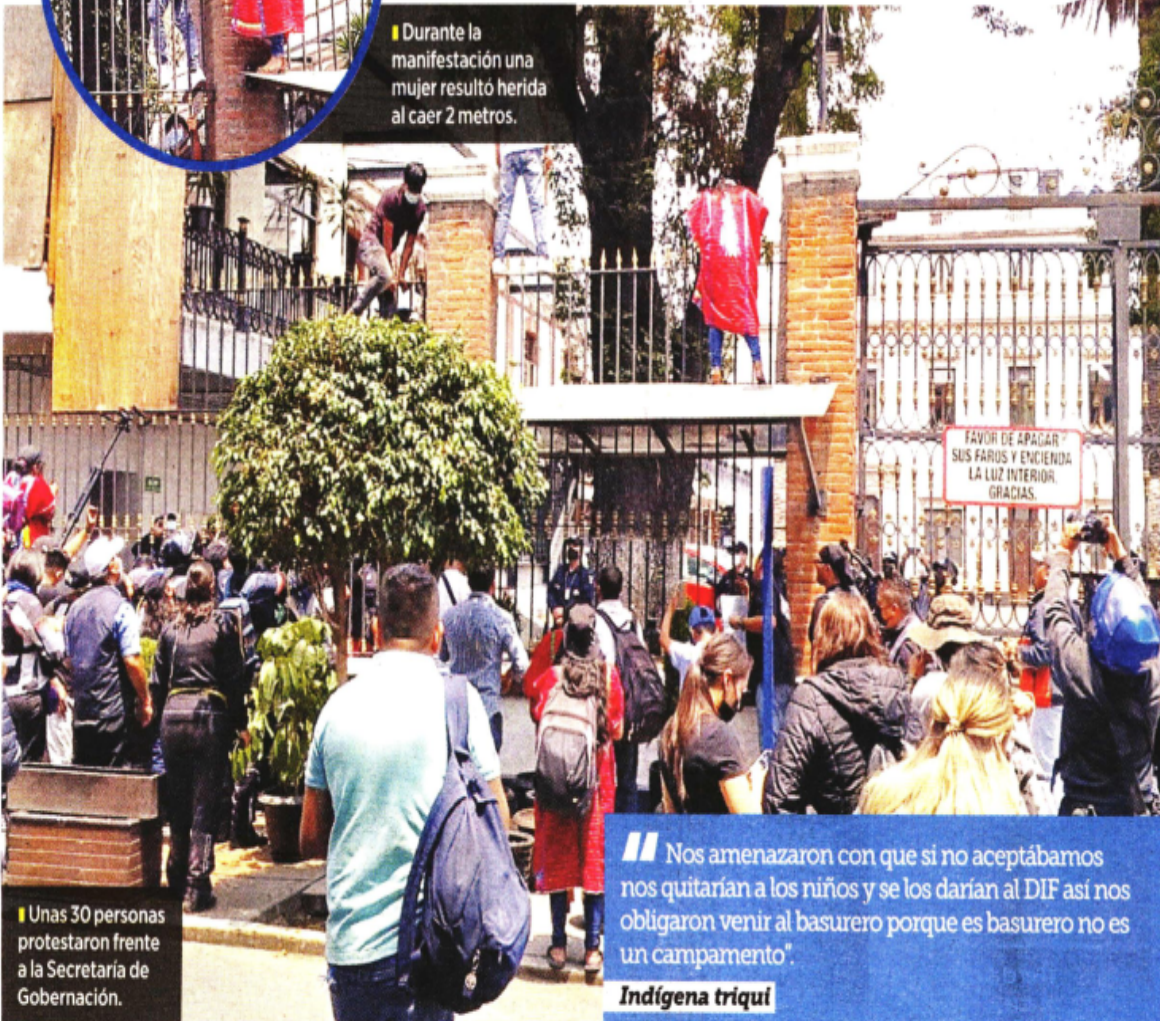 Durante la
manifestación una
mujer resultó herida
al caer 2 metros.
FAVOR DE APAGAR
SUS FAROS Y ENCIENDA
LA LUZ INTERIOR.
GRACIAS.
" Nos amenazaron con que si no aceptábamos
nos quitarían a los niños y se los darían al DIF así nos
obligaron venir al basurero porque es basurero no es
un campamento".
Indígena triqui
Unas 30 personas
protestaron frente
a la Secretaría de
Gobernación.